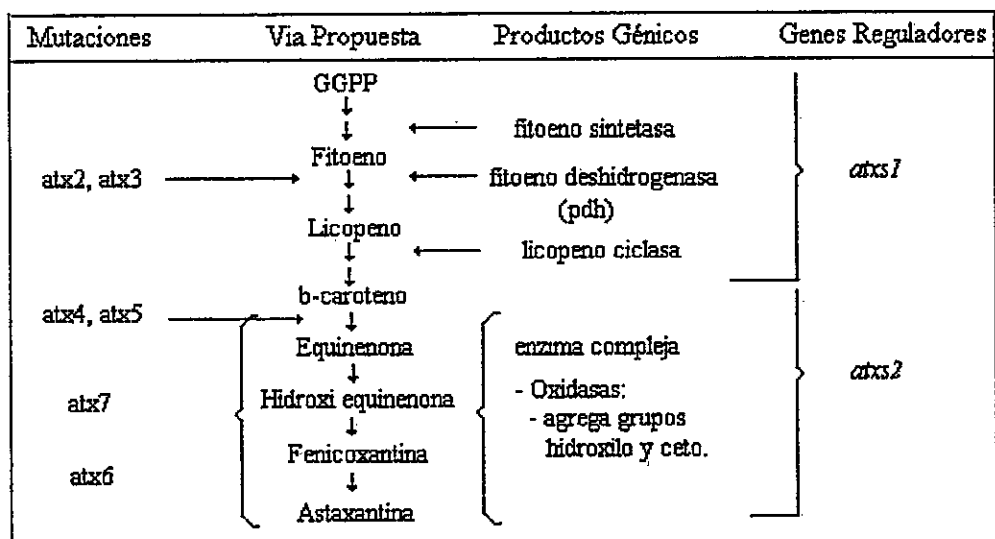 Mutaciones Via Propuesta Productos Génicos Genes Reguladores
GGPP
fitoeno sintetasa
Fitoeno
atx2, atx3 fitoeno deshidrogenasa atxs1
(pdh)
Licopeno
licopeno ciclasa
b-caroteno
atx4, atx5
Equinenona enzima compleja
atxs2
- Oxidasas:
atx7 Hidroxi equinenona - agrega grupos
hidroxilo y ceto.
Fenicoxantina
atx6
Astaxantina